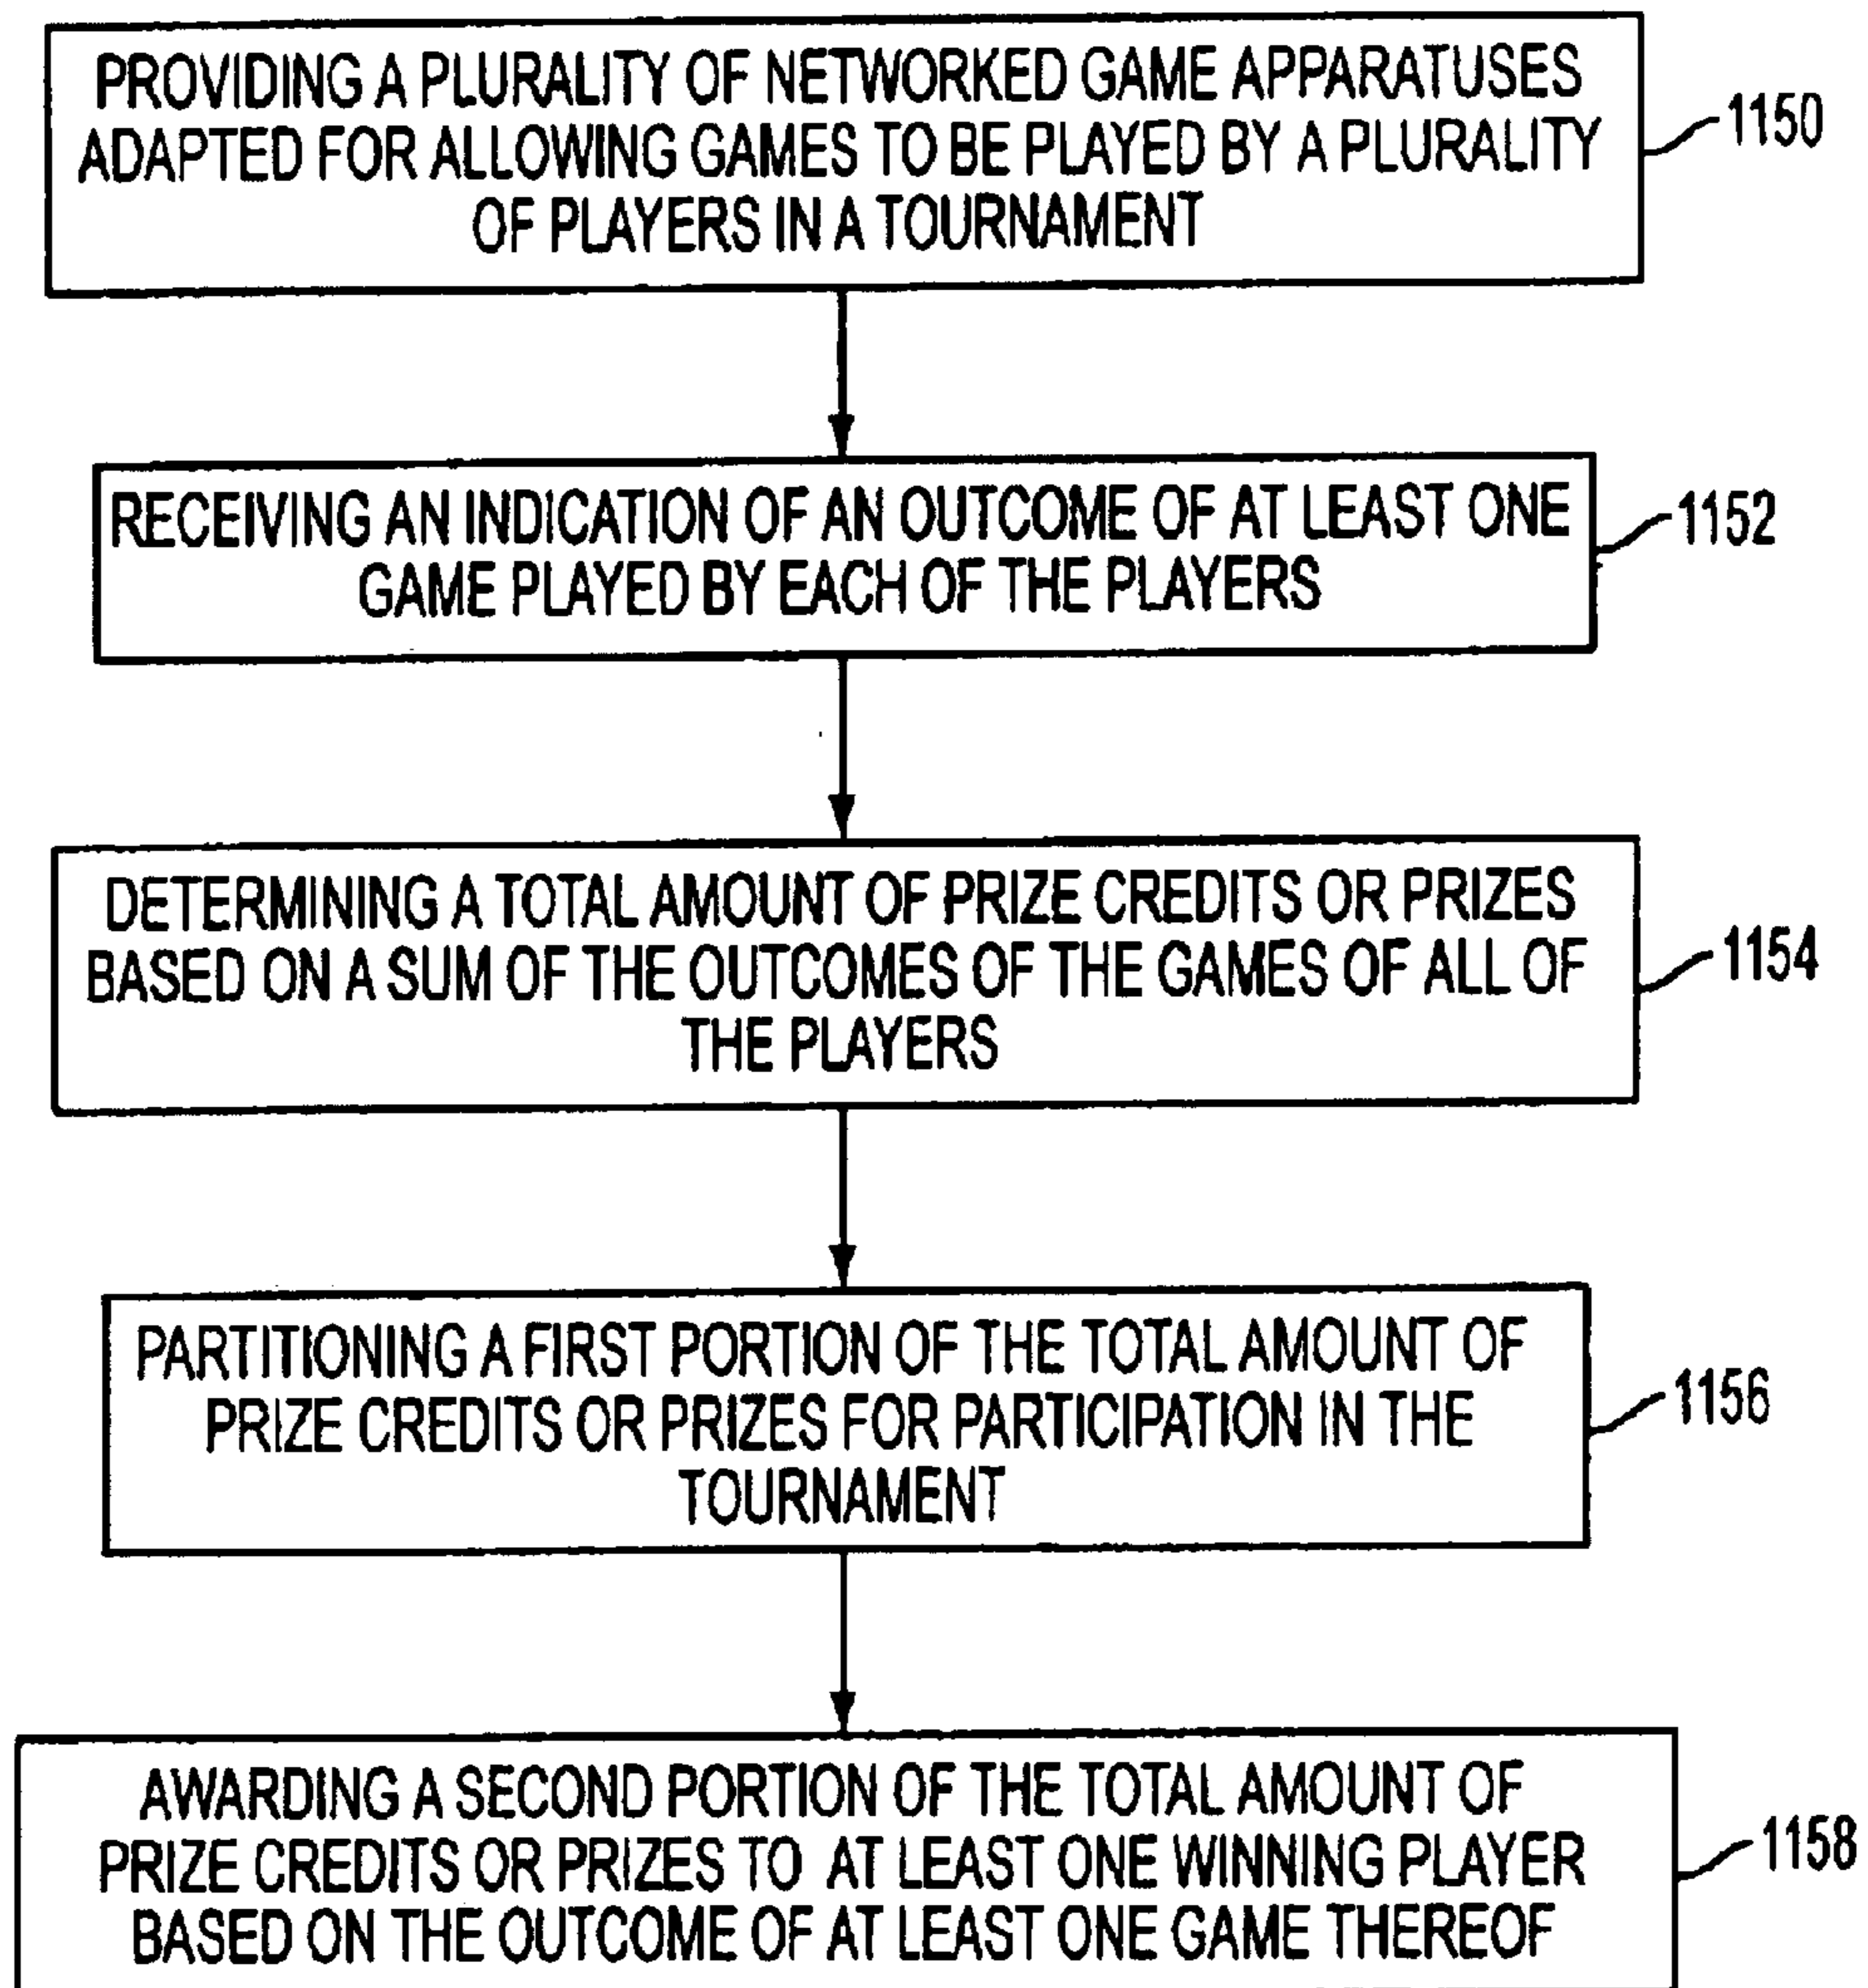 PROVIDING A PLURALITY OF NETWORKED GAME APPARATUSES
ADAPTED FOR ALLOWING GAMES TO BE PLAYED BY A PLURALITY
OF PLAYERS IN A TOURNAMENT
1150
RECEIVING AN INDICATION OF AN OUTCOME OF AT LEAST ONE
GAME PLAYED BY EACH OF THE PLAYERS
1152
DETERMINING A TOTAL AMOUNT OF PRIZE CREDITS OR PRIZES
BASED ON A SUM OF THE OUTCOMES OF THE GAMES OF ALL OF
THE PLAYERS
1154
PARTITIONING A FIRST PORTION OF THE TOTAL AMOUNT OF
PRIZE CREDITS OR PRIZES FOR PARTICIPATION IN THE
TOURNAMENT
1156
AWARDING A SECOND PORTION OF THE TOTAL AMOUNT OF
PRIZE CREDITS OR PRIZES TO AT LEAST ONE WINNING PLAYER
BASED ON THE OUTCOME OF AT LEAST ONE GAME THEREOF
1158